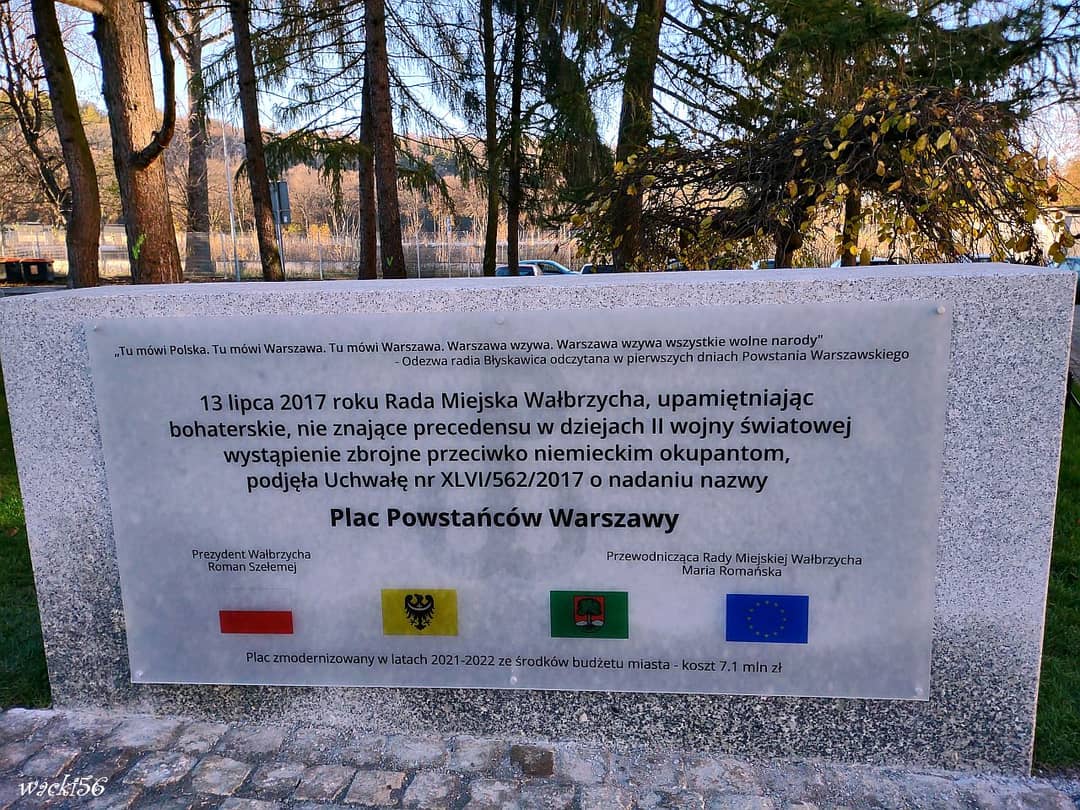 „Tu mówi Polska. Tu mówi Warszawa. Tu mówi Warszawa. Warszawa wzywa. Warszawa wzywa wszystkie wolne narody"
- Odezwa radia Błyskawica odczytana w pierwszych dniach Powstania Warszawskiego
13 lipca 2017 roku Rada Miejska Wałbrzycha, upamiętniając
bohaterskie, nie znające precedensu w dziejach II wojny światowej
wystąpienie zbrojne przeciwko niemieckim okupantom,
podjęła Uchwałę nr XLVI/562/2017 o nadaniu nazwy
Plac Powstańców Warszawy
Prezydent Wałbrzycha
Roman Szełemej
Przewodnicząca Rady Miejskiej Wałbrzycha
Maria Romańska
Plac zmodernizowany w latach 2021-2022 ze środków budżetu miasta - koszt 7.1 mln zł
wack156